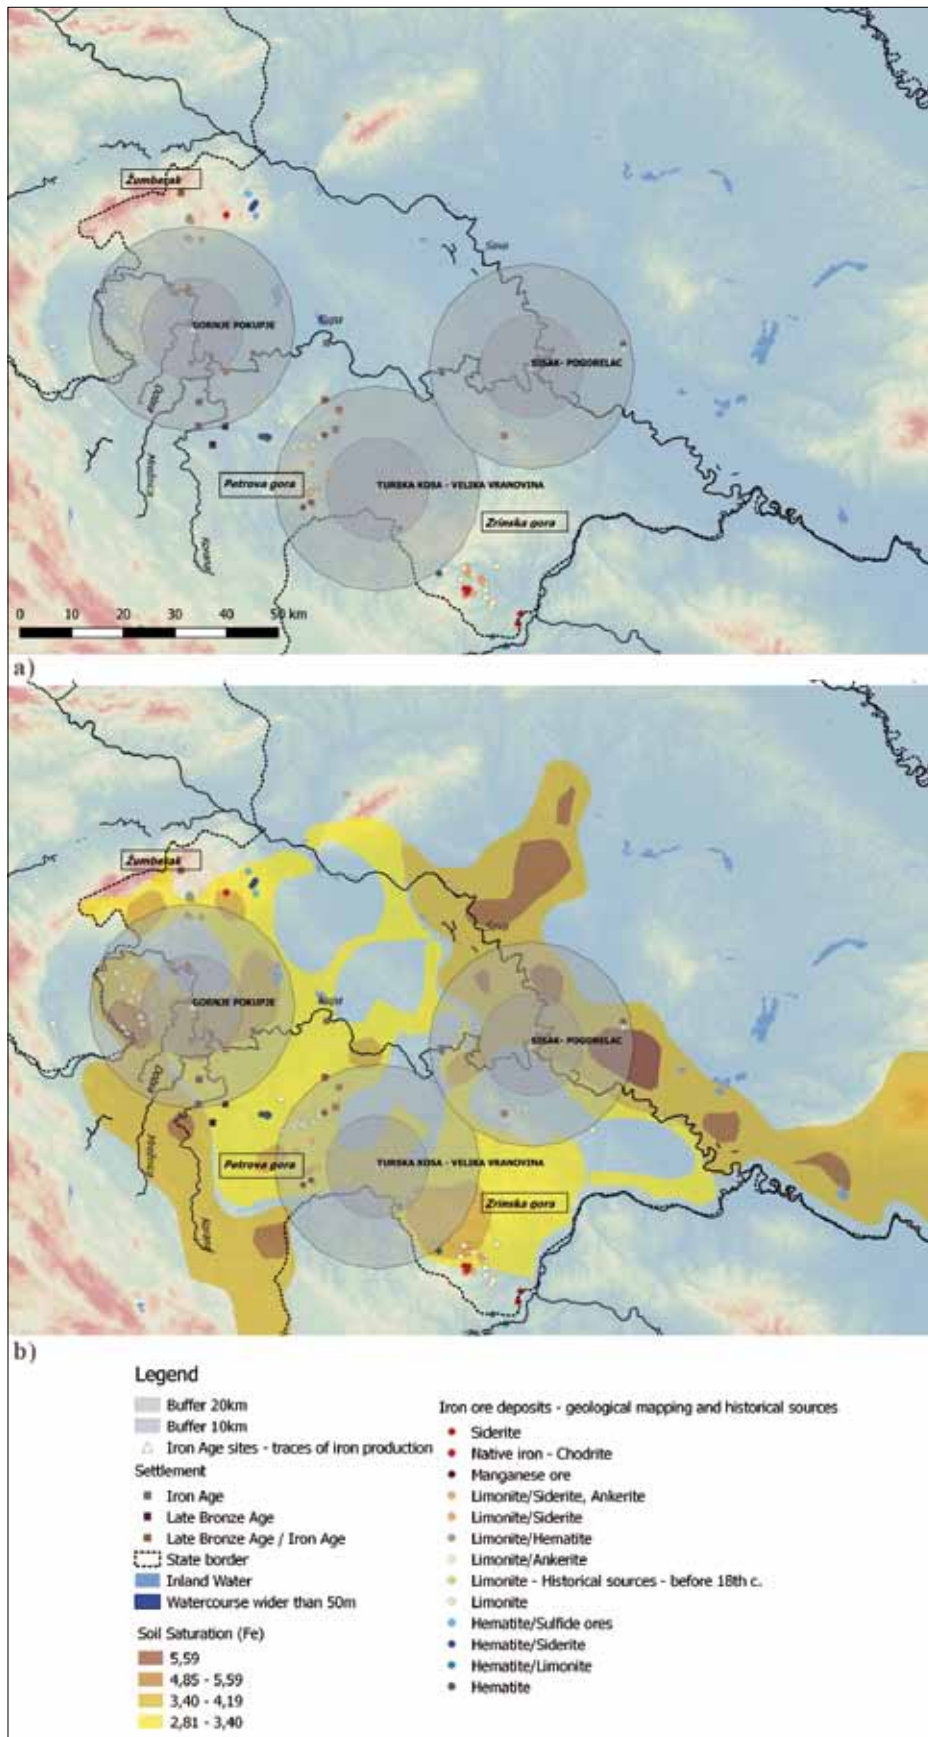 Žumberak
Sava
GORNJE POKUPJE
Kupa
SISAK- POGORELAC
Dobra
Mrežnica
Petrova gora
TURSKA KOSA - VELIKA VRANOVINA
Zrinska gora
0 10 20 30 40 50 km
a)
Žumberak
Sava
GORNJE POKUPJE
Kupa
SISAK- POGORELAC
Dobra
Mrežnica
Petrova gora
TURSKA KOSA - VELIKA VRANOVINA
Zrinska gora
b)
Legend
Buffer 20km
Buffer 10km
Iron Age sites - traces of iron production
Settlement
Iron Age
Late Bronze Age
Late Bronze Age / Iron Age
State border
Inland Water
Watercourse wider than 50m
Soil Saturation (Fe)
5,59
4,85 - 5,59
3,40 - 4,19
2,81 - 3,40
Iron ore deposits - geological mapping and historical sources
Siderite
Native iron - Chodrite
Manganese ore
Limonite/Siderite, Ankerite
Limonite/Siderite
Limonite/Hematite
Limonite/Ankerite
Limonite - Historical sources - before 18th c.
Limonite
Hematite/Sulfide ores
Hematite/Siderite
Hematite/Limonite
Hematite